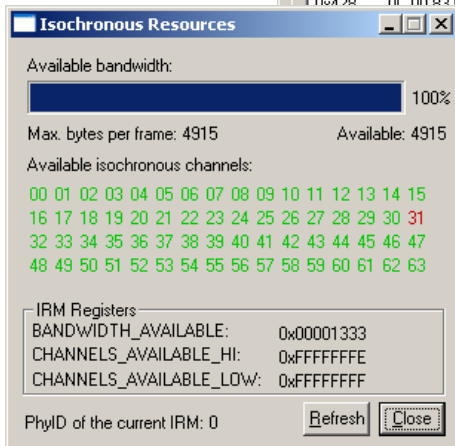 Isochronous Resources
Available bandwidth:
100%
Max. bytes per frame: 4915 Available: 4915
Available isochronous channels:
00 01 02 03 04 05 06 07 08 09 10 11 12 13 14 15
16 17 18 19 20 21 22 23 24 25 26 27 28 29 30 31
32 33 34 35 36 37 38 39 40 41 42 43 44 45 46 47
48 49 50 51 52 53 54 55 56 57 58 59 60 61 62 63
IRM Registers
BANDWIDTH_AVAILABLE: 0x00001333
CHANNELS_AVAILABLE_HI: 0xFFFFFFFE
CHANNELS_AVAILABLE_LOW: 0xFFFFFFFF
PhyID of the current IRM: 0 Refresh Close